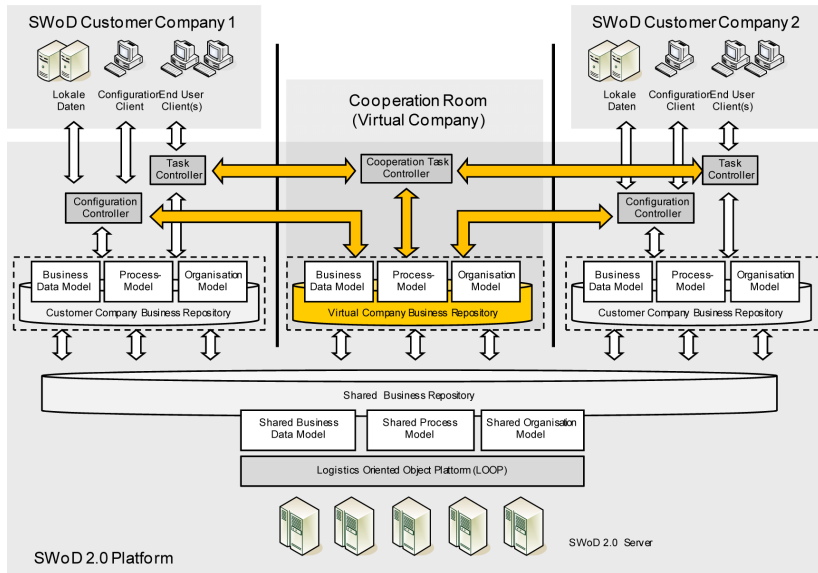 SWoD Customer Company 1
Lokale
Daten
Configuration
Client
End User
Client(s)
Cooperation Room
(Virtual Company)
SWoD Customer Company 2
Lokale
Daten
Configuration
Client
End User
Client(s)
Task
Controller
Cooperation Task
Controller
Task
Controller
Configuration
Controller
Configuration
Controller
Business
Data Model
Process-
Model
Organisation
Model
Customer Company Business Repository
Business
Data Model
Process-
Model
Organisation
Model
Virtual Company Business Repository
Business
Data Model
Process-
Model
Organisation
Model
Customer Company Business Repository
Shared Business Repository
Shared Business
Data Model
Shared Process
Model
Shared Organisation
Model
Logistics Oriented Object Plattorm (LOOP)
SWoD 2.0 Server
SWoD 2.0 Platform